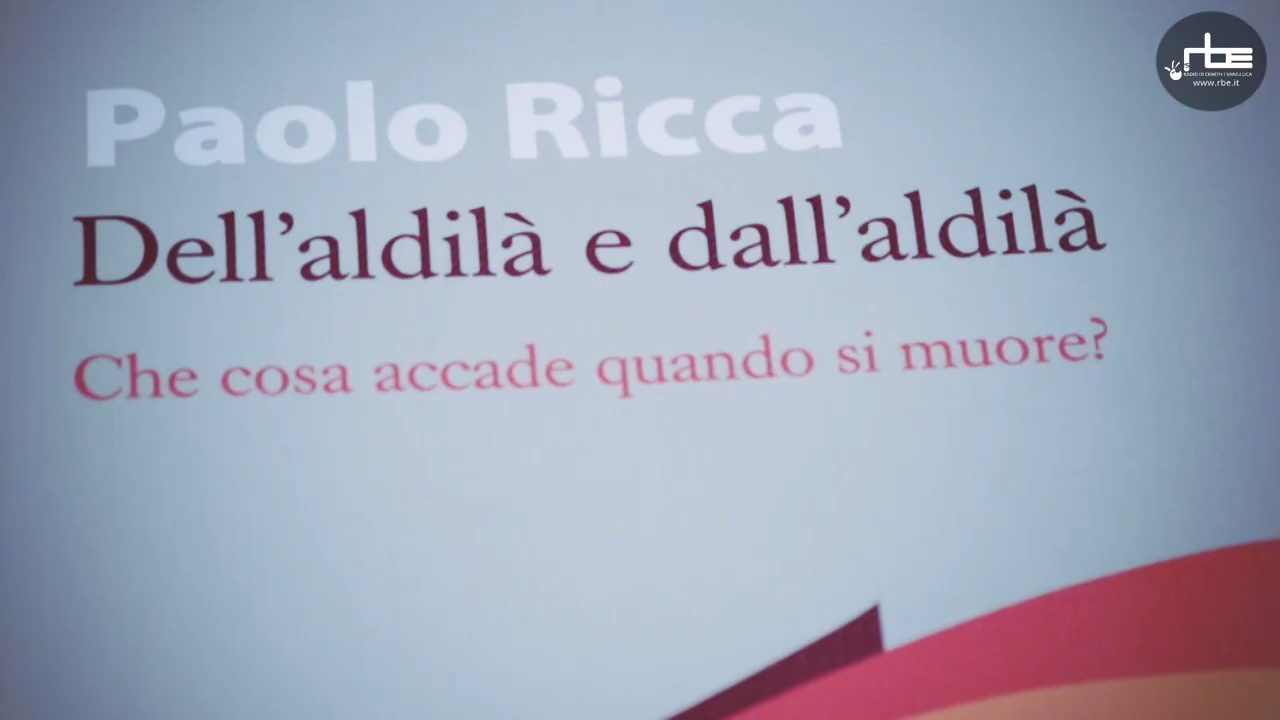 rbe
www.rbe.it
Paolo Ricca
Dell’aldilà e dall’aldilà
Che cosa accade quando si muore?